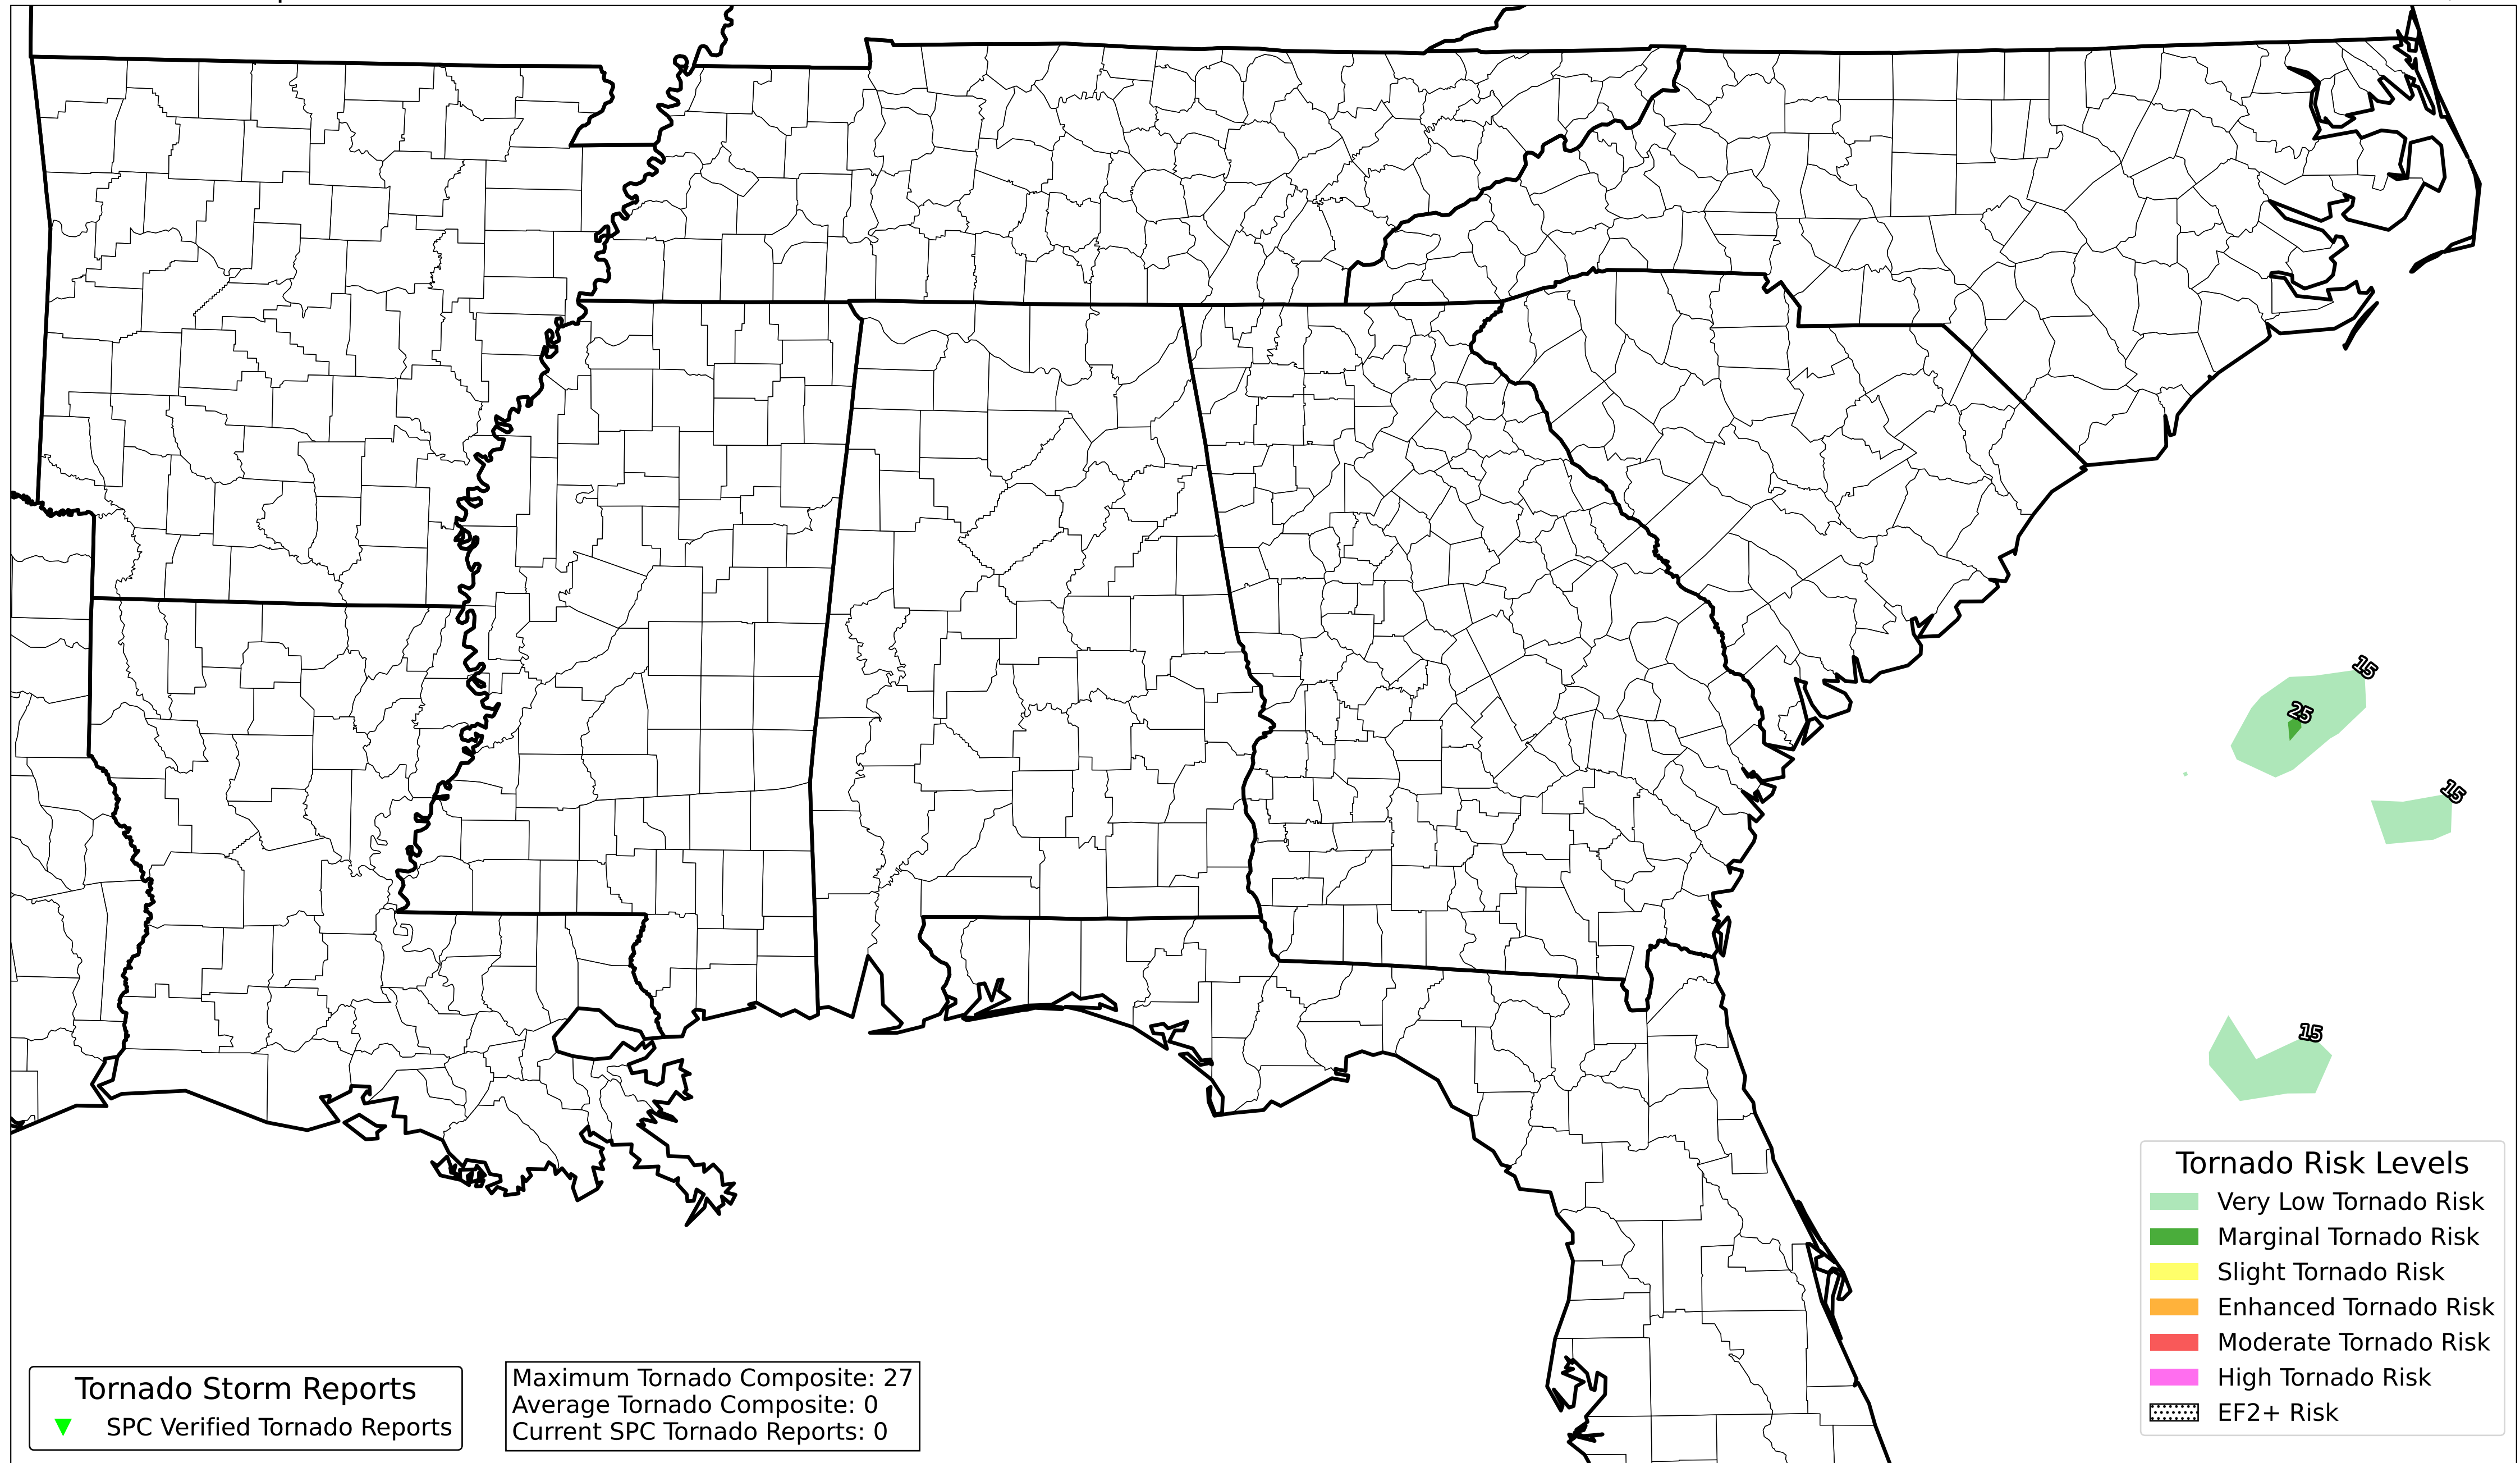 15
25
15
15
Tornado Risk Levels
Very Low Tornado Risk
Marginal Tornado Risk
Slight Tornado Risk
Enhanced Tornado Risk
Moderate Tornado Risk
High Tornado Risk
EF2+ Risk
Tornado Storm Reports
SPC Verified Tornado Reports
Maximum Tornado Composite: 27
Average Tornado Composite: 0
Current SPC Tornado Reports: 0